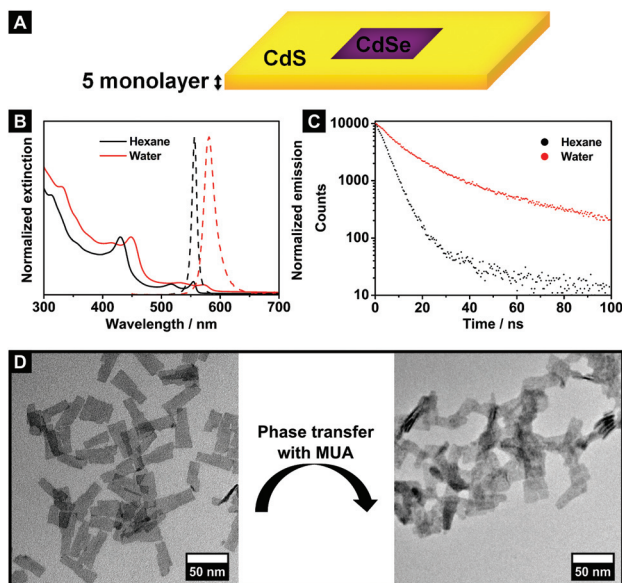 A
CdSe
CdS
5 monolayer
B
Hexane
Water
Normalized extinction
Normalized emission
300 400 500 600 700
Wavelength / nm
C
10000
1000
100
10
Hexane
Water
Counts
0 20 40 60 80 100
Time / ns
D
Phase transfer
with MUA
50 nm
50 nm